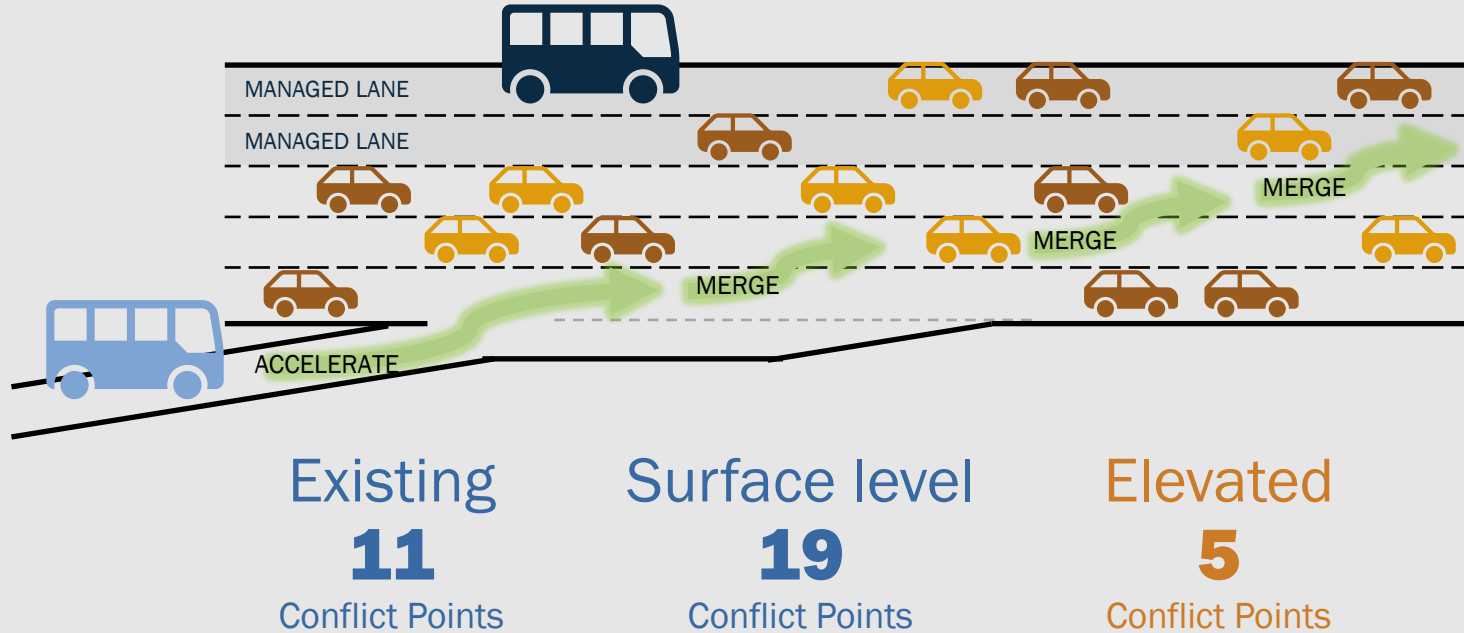 MANAGED LANE
MANAGED LANE
MERGE
MERGE
MERGE
ACCELERATE
Existing
11
Conflict Points
Surface level
19
Conflict Points
Elevated
5
Conflict Points